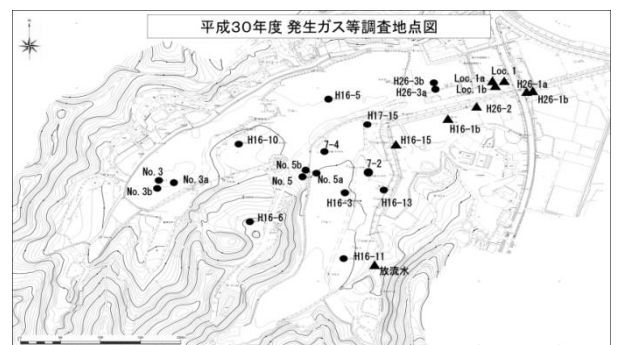 平成30年度 発生ガス等調査地点図
Loc. 1
Loc. 1a
H26-3b
H26-1a
H26-3a
Loc. 1b
H26-1b
H16-5
H26-2
H17-15
H16-1b
H16-10
7-4
H16-15
No. 5b
7-2
No. 3
No. 3a
No. 5
No. 5a
No. 3b
H16-3
H16-13
H16-6
H16-11
放流水